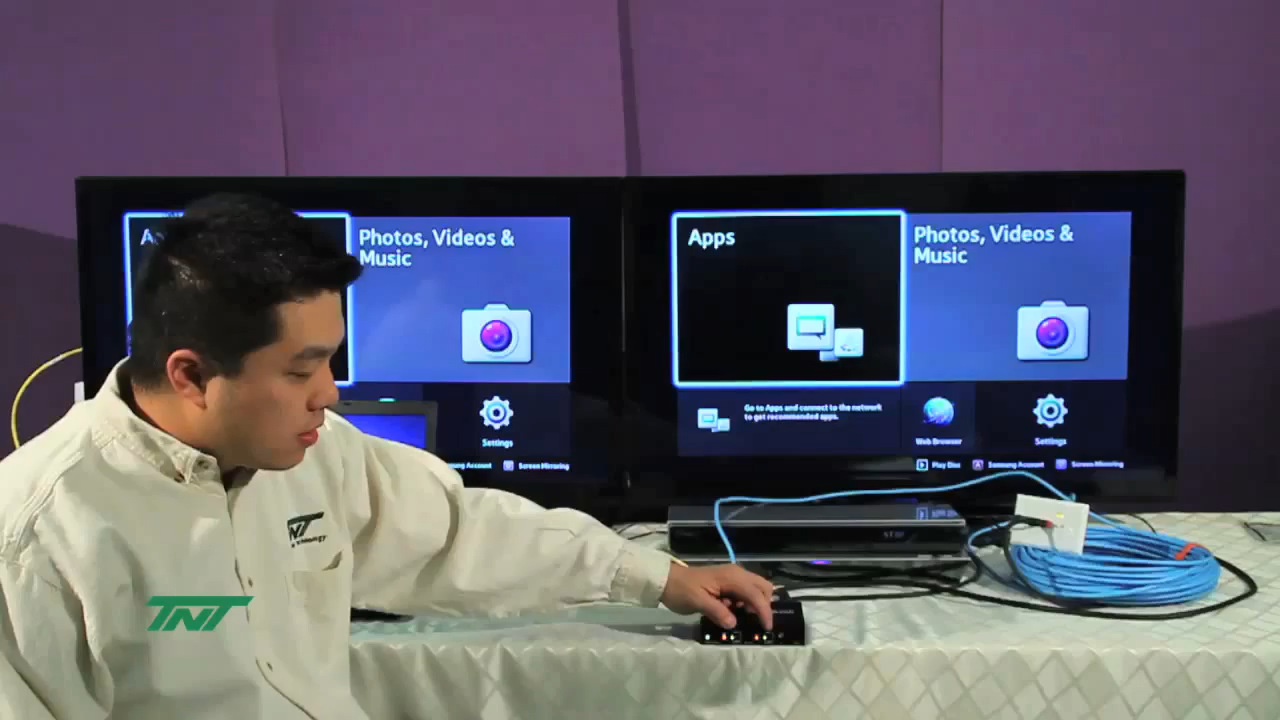 A
Photos, Videos &
Music
Settings
Samsung Account
Screen Mirroring
Apps
Photos, Videos &
Music
Go to Apps and connect to the network
to get recommended apps.
Web Browser
Settings
Play Disc
Samsung Account
Screen Mirroring
TNT
TNT